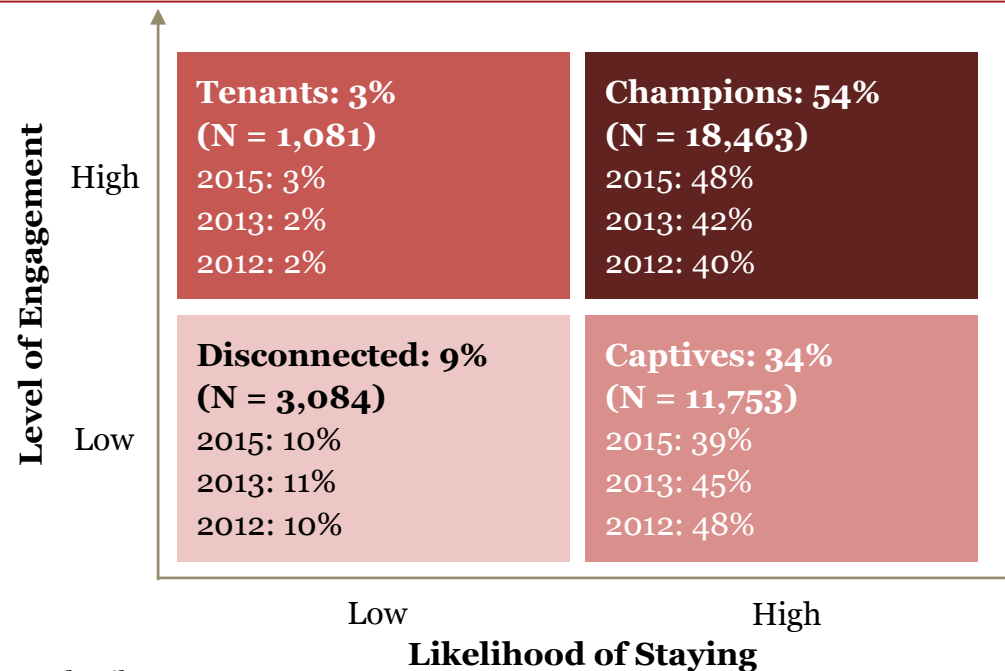 Level of Engagement
High
Tenants: 3%
(N = 1,081)
2015: 3%
2013: 2%
2012: 2%
Champions: 54%
(N = 18,463)
2015: 48%
2013: 42%
2012: 40%
Low
Disconnected: 9%
(N = 3,084)
2015: 10%
2013: 11%
2012: 10%
Captives: 34%
(N = 11,753)
2015: 39%
2013: 45%
2012: 48%
Low
High
Likelihood of Staying